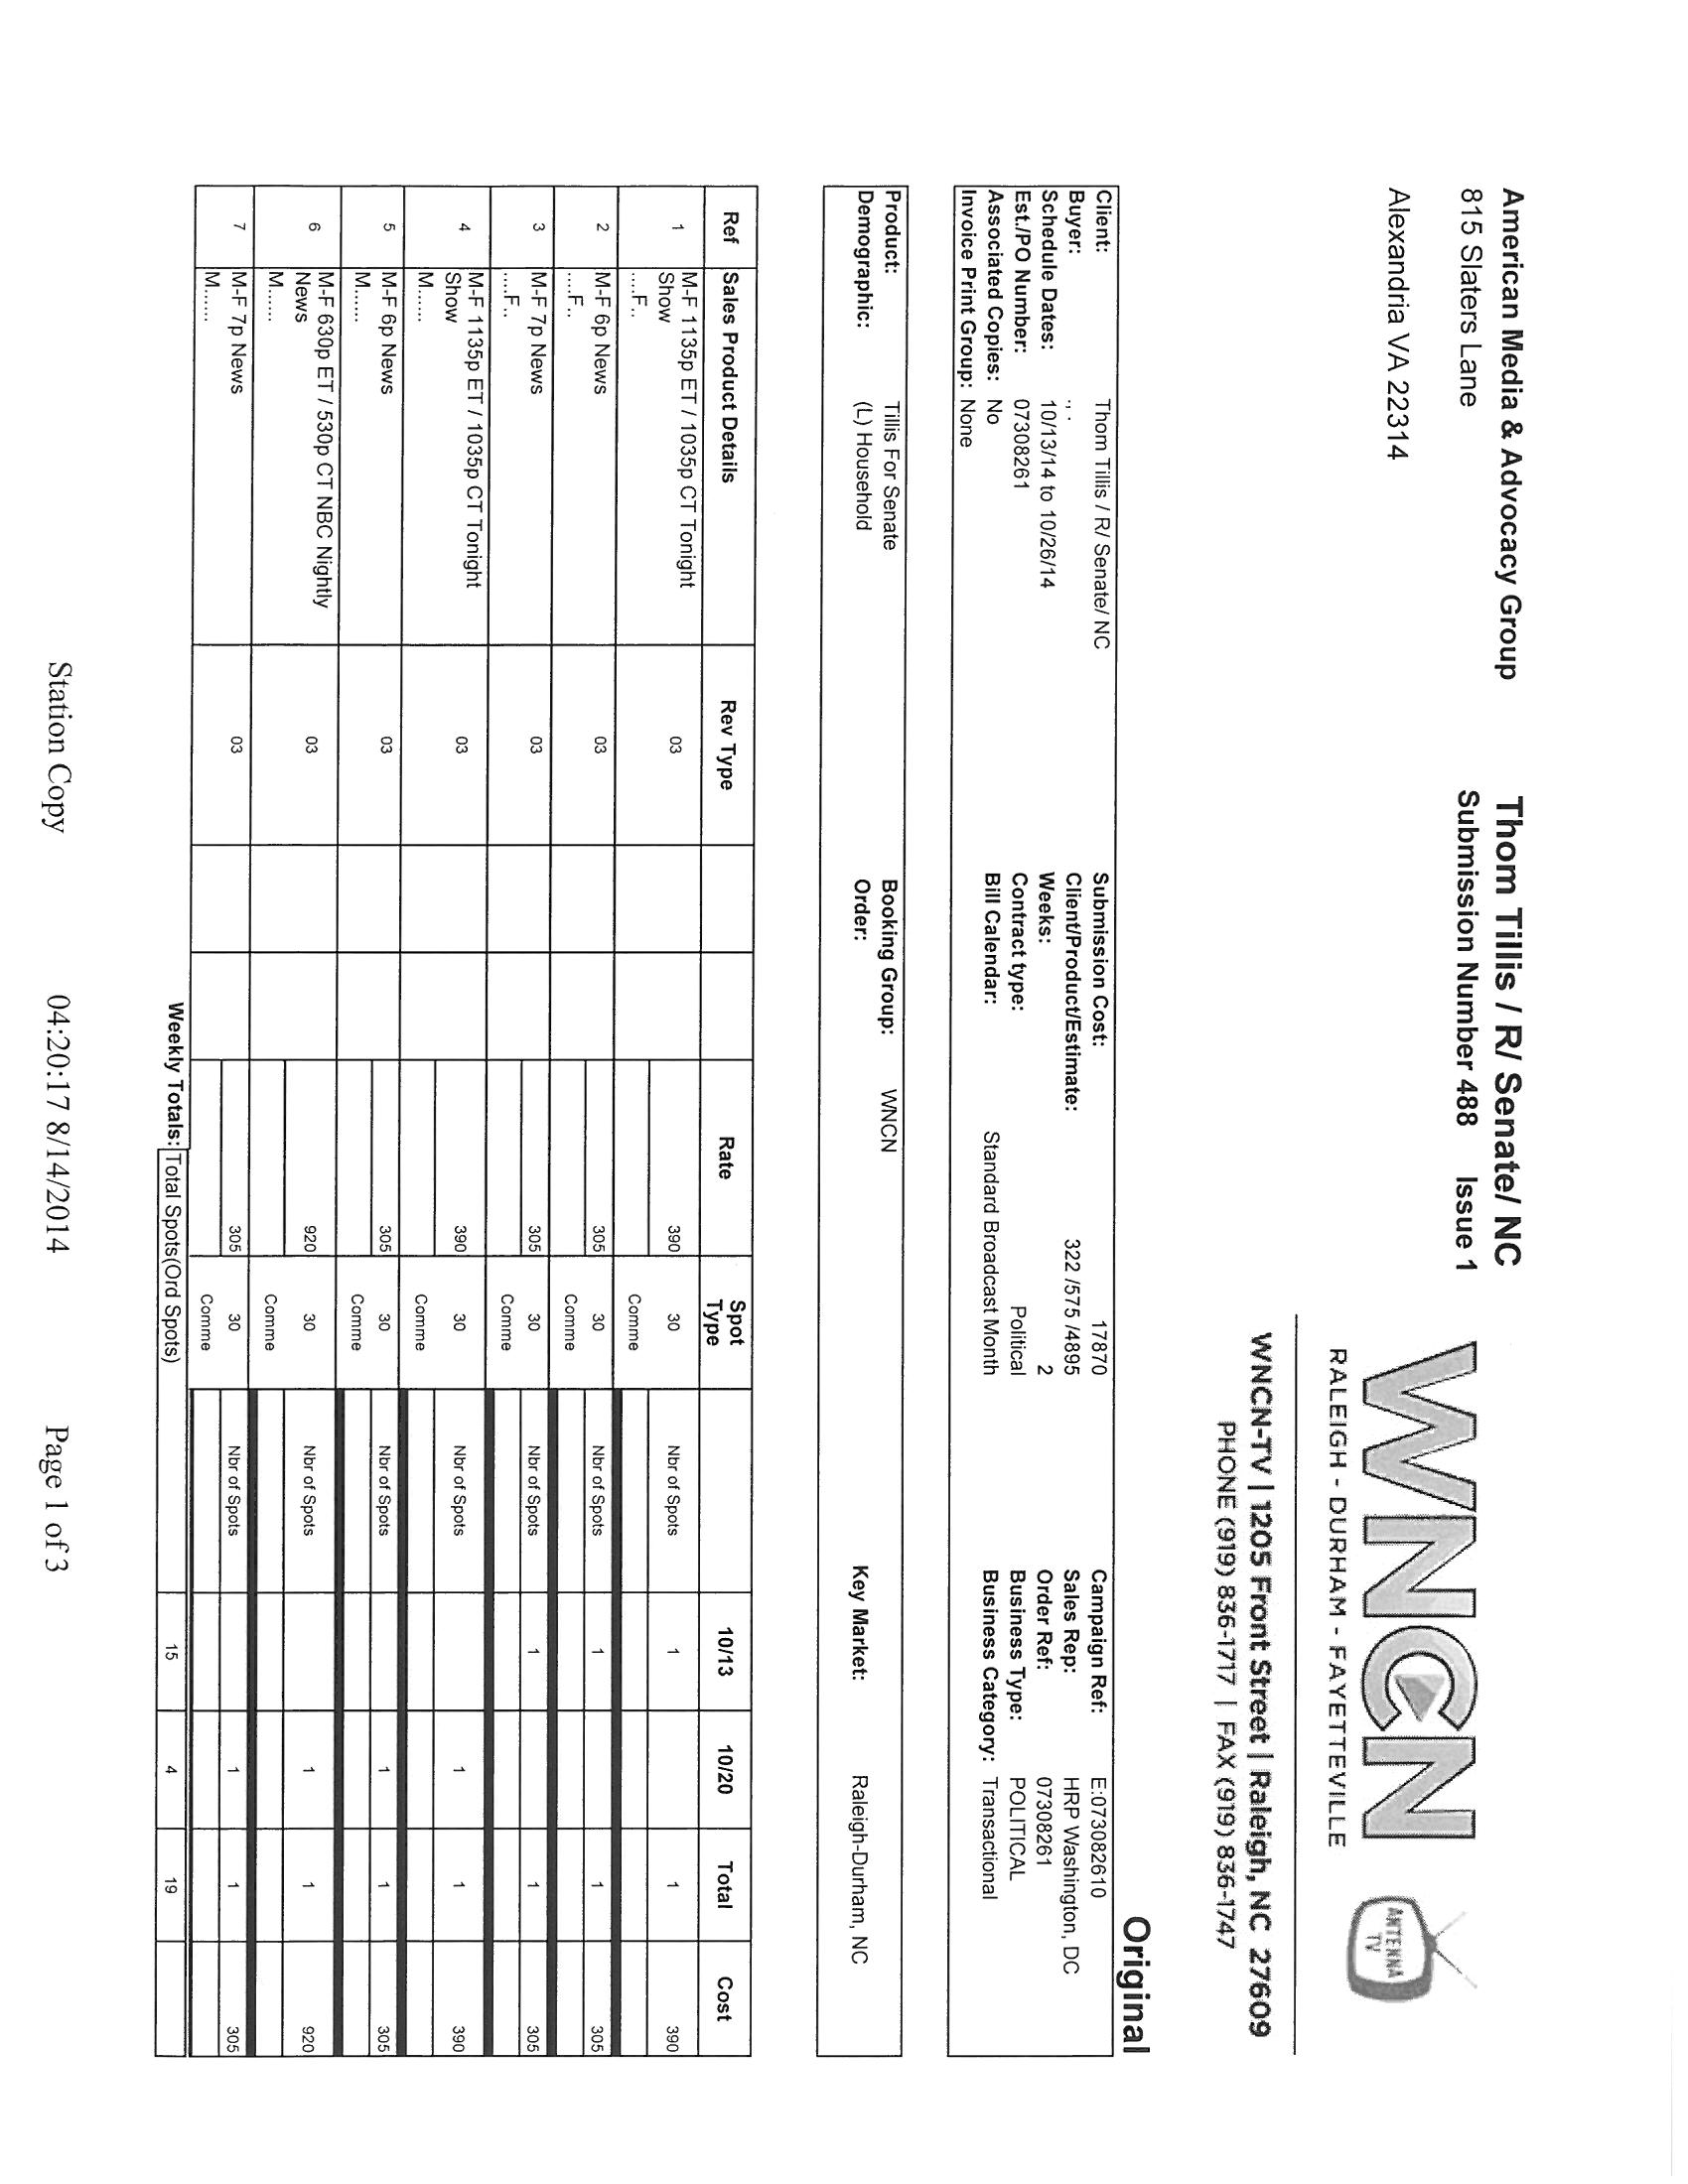 American Media & Advocacy Group
815 Slaters Lane
Alexandria VA 22314
Thom Tillis / R/ Senate/ NC
Submission Number 488 Issue 1
WNCN
RALEIGH - DURHAM - FAYETTEVILLE
ANTENNA
TV
WNCN-TV | 1205 Front Street | Raleigh, NC 27609
PHONE (919) 836-1717 | FAX (919) 836-1747
Original
Client: Thom Tillis / R/ Senate/ NC Submission Cost: 17870 Campaign Ref: E:073082610
Buyer: ., . Client/Product/Estimate: 322 /575 /4895 Sales Rep: HRP Washington, DC
Schedule Dates: 10/13/14 to 10/26/14 Weeks: 2 Order Ref: 07308261
Est./PO Number: 07308261 Contract type: Political Business Type: POLITICAL
Associated Copies: No Bill Calendar: Standard Broadcast Month Business Category: Transactional
Invoice Print Group: None
Product: Tillis For Senate Booking Group: WNCN
Demographic: (L) Household Order: Key Market: Raleigh-Durham, NC
Ref Sales Product Details Rev Type Rate Spot Type 10/13 10/20 Total Cost
1 M-F 1135p ET / 1035p CT Tonight 03 390 30 Nbr of Spots 1 1 390
Show
....F.. Comme
2 M-F 6p News 03 305 30 Nbr of Spots 1 1 305
....F.. Comme
3 M-F 7p News 03 305 30 Nbr of Spots 1 1 305
....F.. Comme
4 M-F 1135p ET / 1035p CT Tonight 03 390 30 Nbr of Spots 1 1 390
Show
M...... Comme
5 M-F 6p News 03 305 30 Nbr of Spots 1 1 305
M...... Comme
6 M-F 630p ET / 530p CT NBC Nightly 03 920 30 Nbr of Spots 1 1 920
News
M...... Comme
7 M-F 7p News 03 305 30 Nbr of Spots 1 1 305
M...... Comme
Weekly Totals: Total Spots(Ord Spots) 15 4 19
Station Copy 04:20:17 8/14/2014 Page 1 of 3